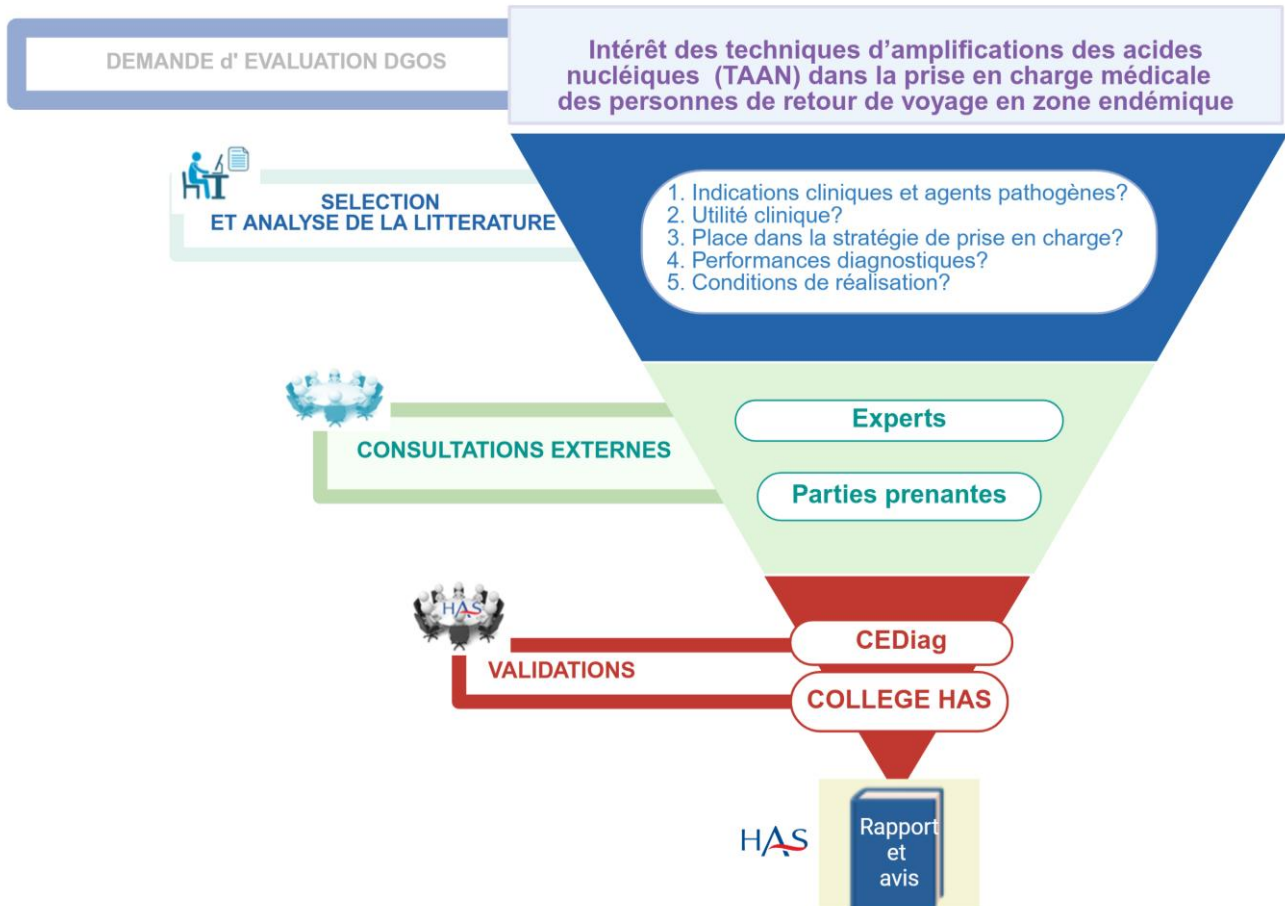 DEMANDE d' EVALUATION DGOS
Intérêt des techniques d'amplifications des acides
nucléiques (TAAN) dans la prise en charge médicale
des personnes de retour de voyage en zone endémique
SELECTION
ET ANALYSE DE LA LITTERATURE
1. Indications cliniques et agents pathogènes?
2. Utilité clinique?
3. Place dans la stratégie de prise en charge?
4. Performances diagnostiques?
5. Conditions de réalisation?
CONSULTATIONS EXTERNES
Experts
Parties prenantes
HAS
VALIDATIONS
CEDiag
COLLEGE HAS
HAS
Rapport
et
avis